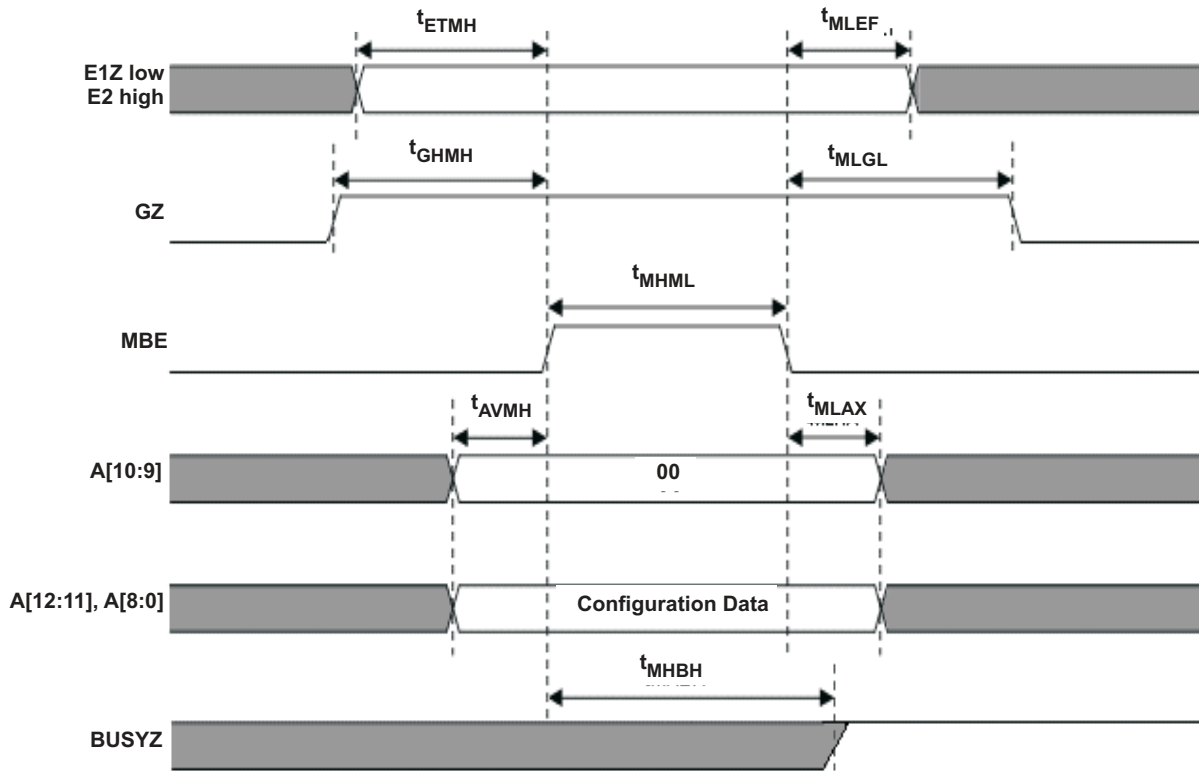 tETMH
tMLEF
E1Z low
E2 high
tGHMH
tMLGL
GZ
tMHML
MBE
tAVMH
tMLAX
A[10:9]
00
A[12:11], A[8:0]
Configuration Data
tMHBH
BUSYZ